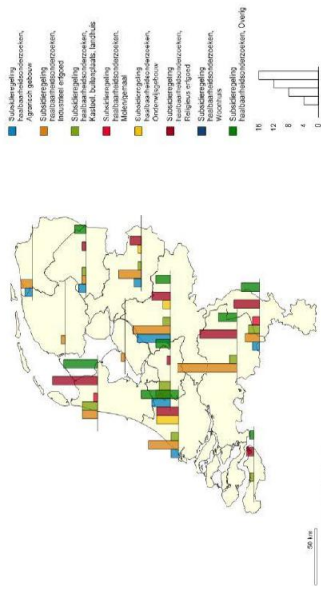 Subsidieregeling
haalbaarheidsonderzoeken,
Agrarisch gebouw
Subsidieregeling
haalbaarheidsonderzoeken,
Industrieel erfgoed
Subsidieregeling
haalbaarheidsonderzoeken,
Kasteel, buitenplaats, landhuis
Subsidieregeling
haalbaarheidsonderzoeken,
Molen/gemaal
Subsidieregeling
haalbaarheidsonderzoeken,
Onderwijsgebouw
Subsidieregeling
haalbaarheidsonderzoeken,
Religieus erfgoed
Subsidieregeling
haalbaarheidsonderzoeken,
Woonhuis
Subsidieregeling
haalbaarheidsonderzoeken, Overig
16
12
8
4
0
50 km